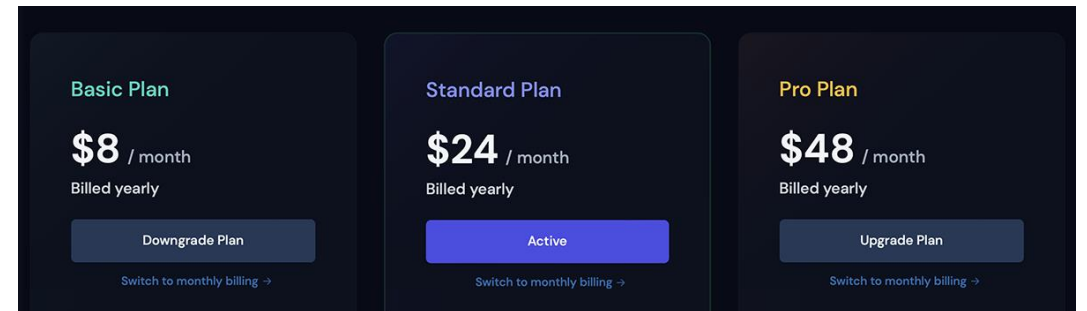 Basic Plan
$8 / month
Billed yearly
Downgrade Plan
Switch to monthly billing →
Standard Plan
$24 / month
Billed yearly
Active
Switch to monthly billing →
Pro Plan
$48 / month
Billed yearly
Upgrade Plan
Switch to monthly billing →